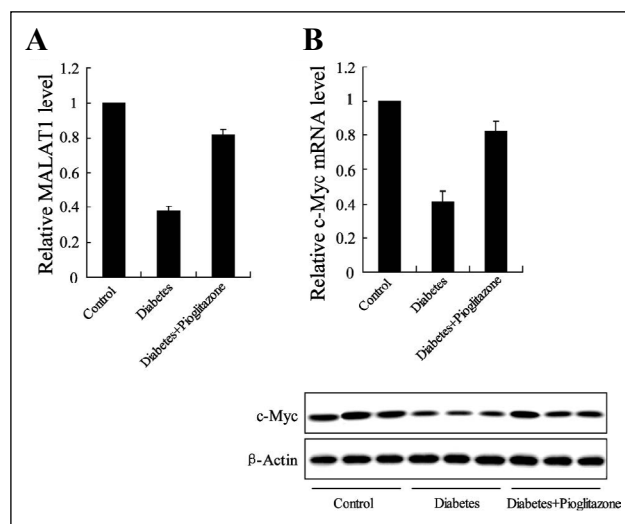 A
Relative MALAT1 level
1.2
1
0.8
0.6
0.4
0.2
0
Control
Diabetes
Diabetes+Pioglitazone
B
Relative c-Myc mRNA level
1.2
1
0.8
0.6
0.4
0.2
0
Control
Diabetes
Diabetes+Pioglitazone
c-Myc
β-Actin
Control
Diabetes
Diabetes+Pioglitazone